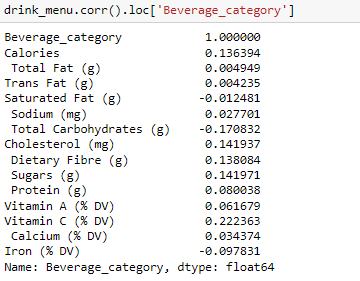 drink_menu.corr().loc['Beverage_category']
Beverage_category 1.000000
Calories 0.136394
Total Fat (g) 0.004949
Trans Fat (g) 0.004235
Saturated Fat (g) -0.012481
Sodium (mg) 0.027701
Total Carbohydrates (g) -0.170832
Cholesterol (mg) 0.141937
Dietary Fibre (g) 0.138084
Sugars (g) 0.141971
Protein (g) 0.080038
Vitamin A (% DV) 0.061679
Vitamin C (% DV) 0.222363
Calcium (% DV) 0.034374
Iron (% DV) -0.097831
Name: Beverage_category, dtype: float64